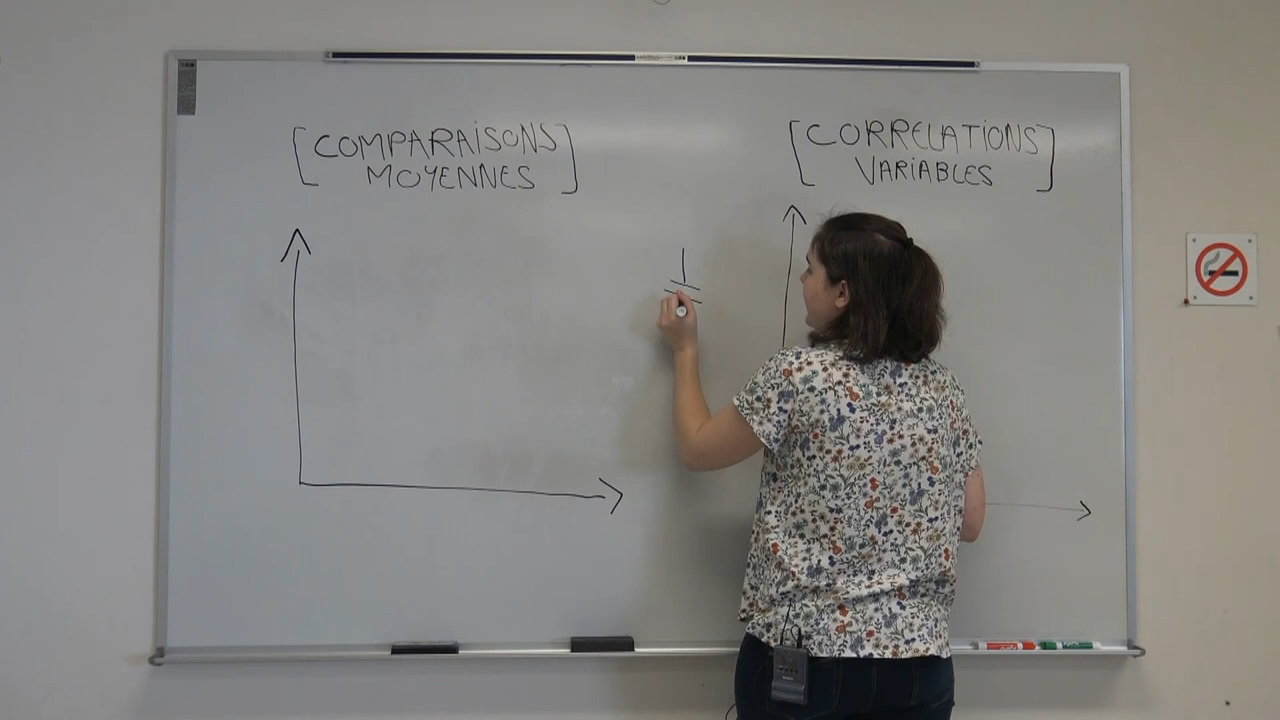 [COMPARAiSONS
MOYENNES]
[CORRELATiONS
VARiABLES]